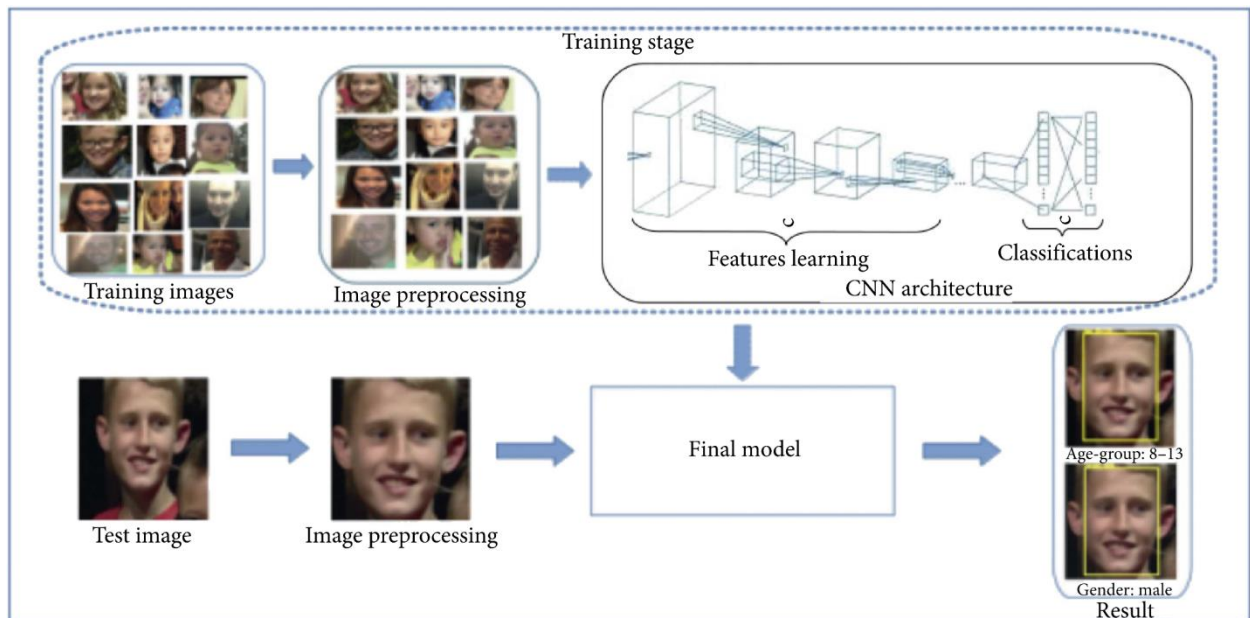 Training stage
Training images
Image preprocessing
Features learning
Classifications
CNN architecture
Test image
Image preprocessing
Final model
Age-group: 8–13
Gender: male
Result